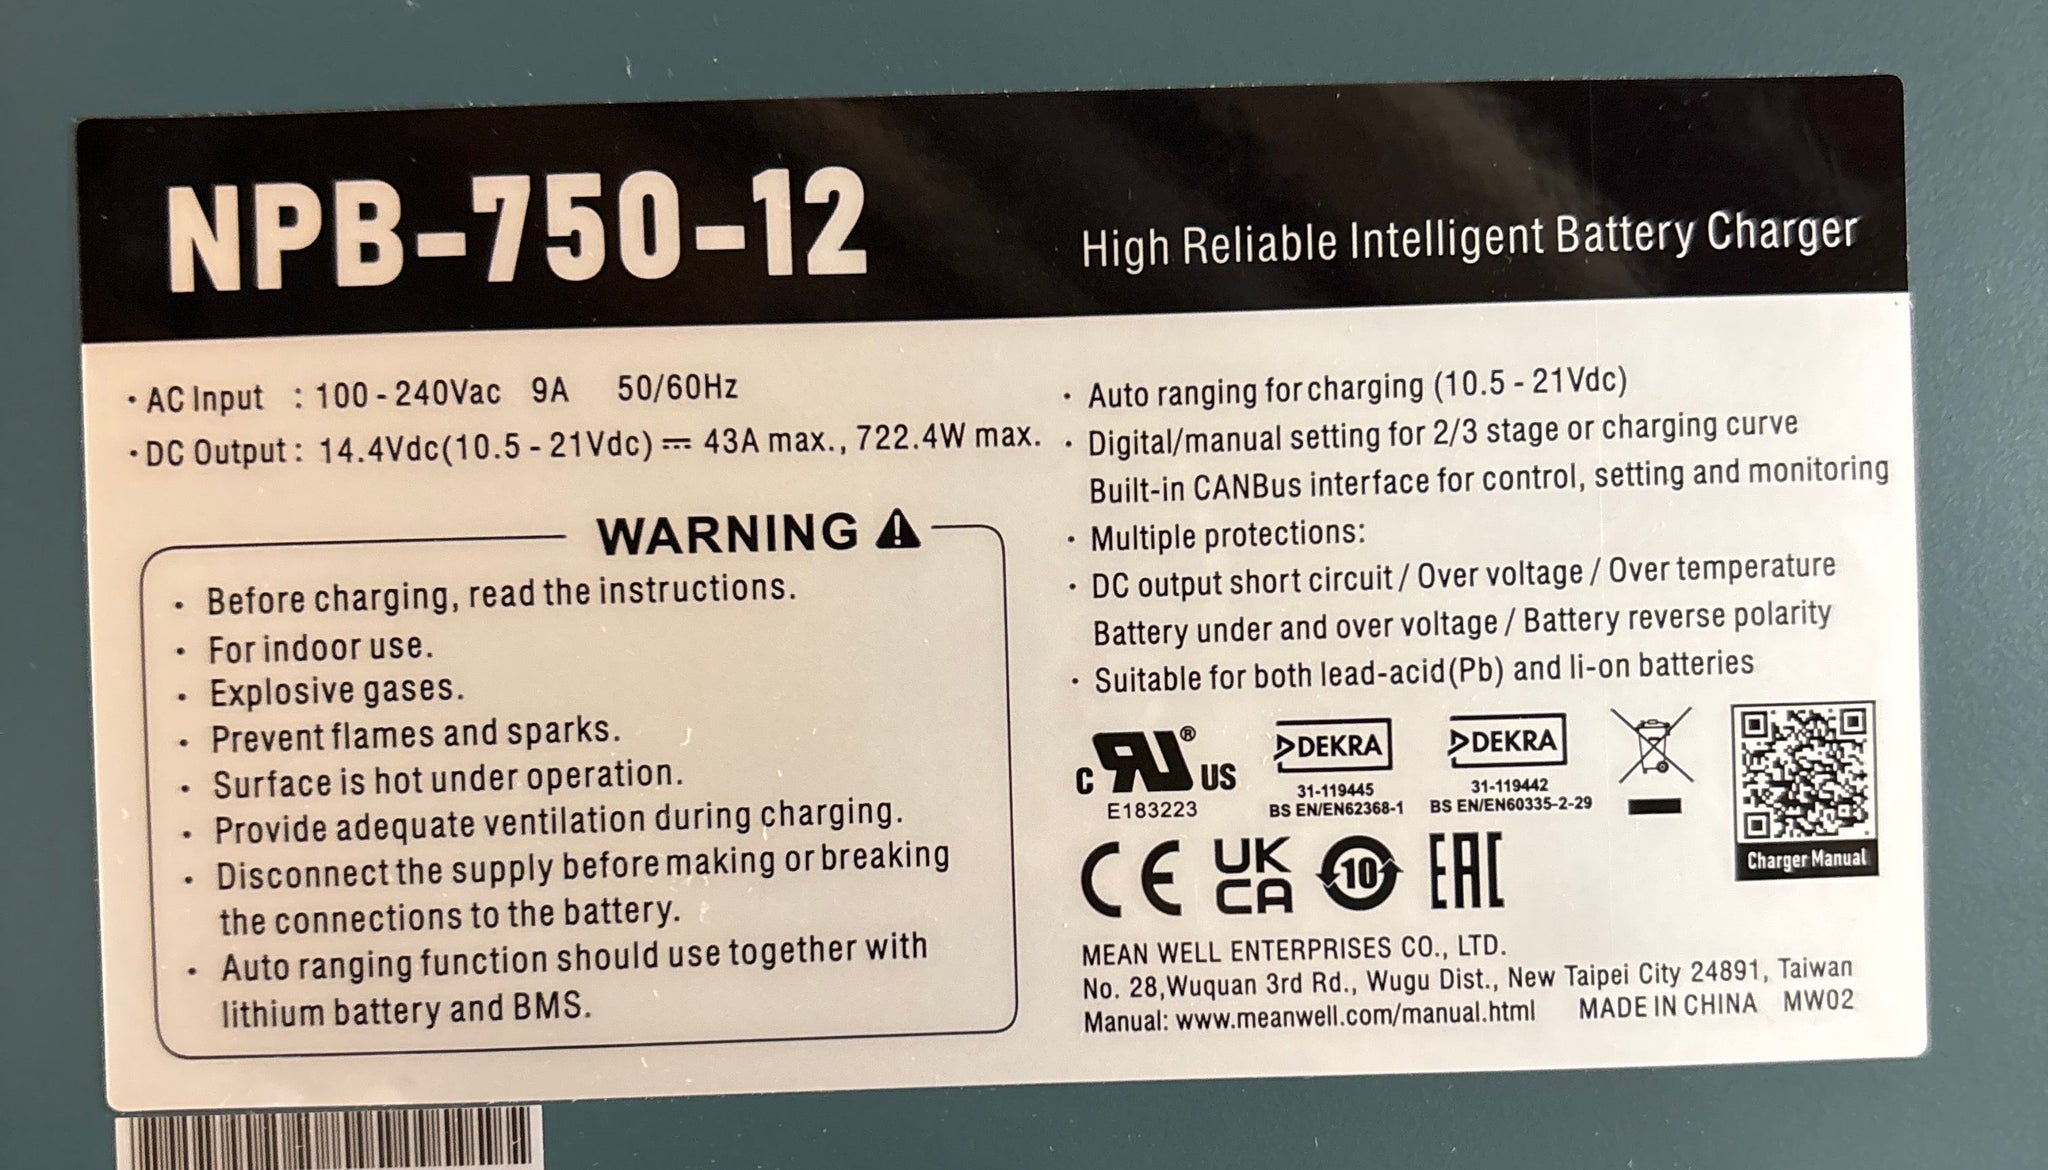 NPB-750-12
High Reliable Intelligent Battery Charger
· AC Input : 100 - 240Vac 9A 50/60Hz
· DC Output : 14.4Vdc(10.5 - 21Vdc) ⎓ 43A max., 722.4W max.
WARNING ⚠
· Before charging, read the instructions.
· For indoor use.
· Explosive gases.
· Prevent flames and sparks.
· Surface is hot under operation.
· Provide adequate ventilation during charging.
· Disconnect the supply before making or breaking
the connections to the battery.
· Auto ranging function should use together with
lithium battery and BMS.
· Auto ranging for charging (10.5 - 21Vdc)
· Digital/manual setting for 2/3 stage or charging curve
Built-in CANBus interface for control, setting and monitoring
· Multiple protections:
· DC output short circuit / Over voltage / Over temperature
Battery under and over voltage / Battery reverse polarity
· Suitable for both lead-acid(Pb) and li-on batteries
C RU ® US
E183223
DEKRA
31-119445
BS EN/EN62368-1
DEKRA
31-119442
BS EN/EN60335-2-29
Charger Manual
CE UK CA 10 EAC
MEAN WELL ENTERPRISES CO., LTD.
No. 28,Wuquan 3rd Rd., Wugu Dist., New Taipei City 24891, Taiwan
Manual: www.meanwell.com/manual.html MADE IN CHINA MW02